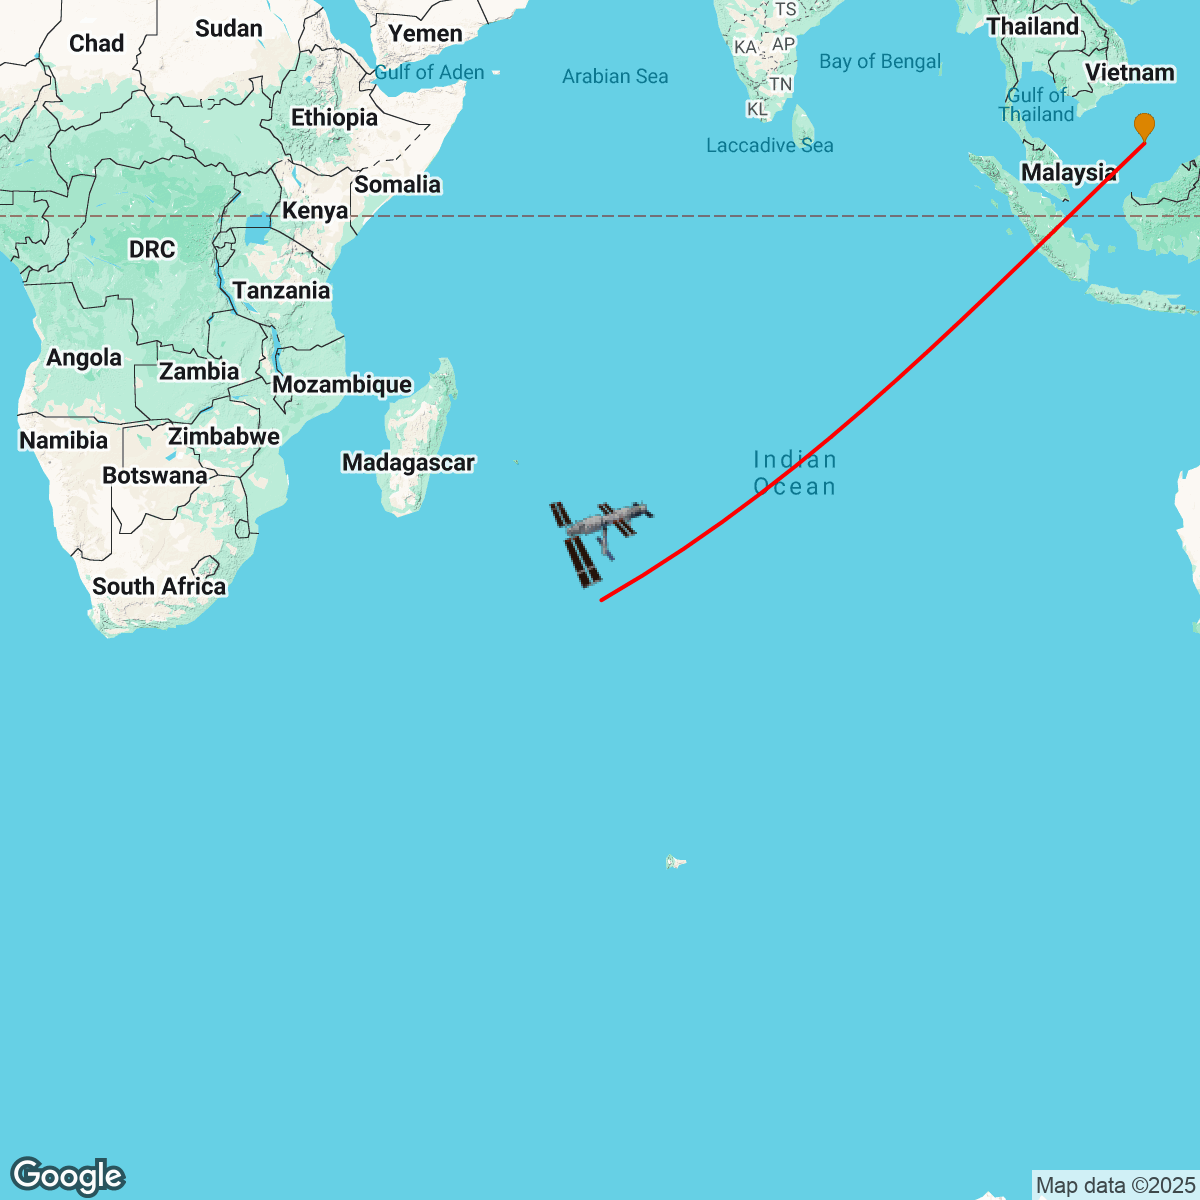 TS
Thailand
Sudan
Yemen
Chad
KA
AP
Bay of Bengal
Gulf of Aden
Arabian Sea
Vietnam
TN
Gulf of
Thailand
KL
Ethiopia
Laccadive Sea
Malaysia
Somalia
Kenya
DRC
Tanzania
Angola
Zambia
Mozambique
Namibia
Zimbabwe
Madagascar
Indian
Ocean
Botswana
South Africa
Google
Map data ©2025